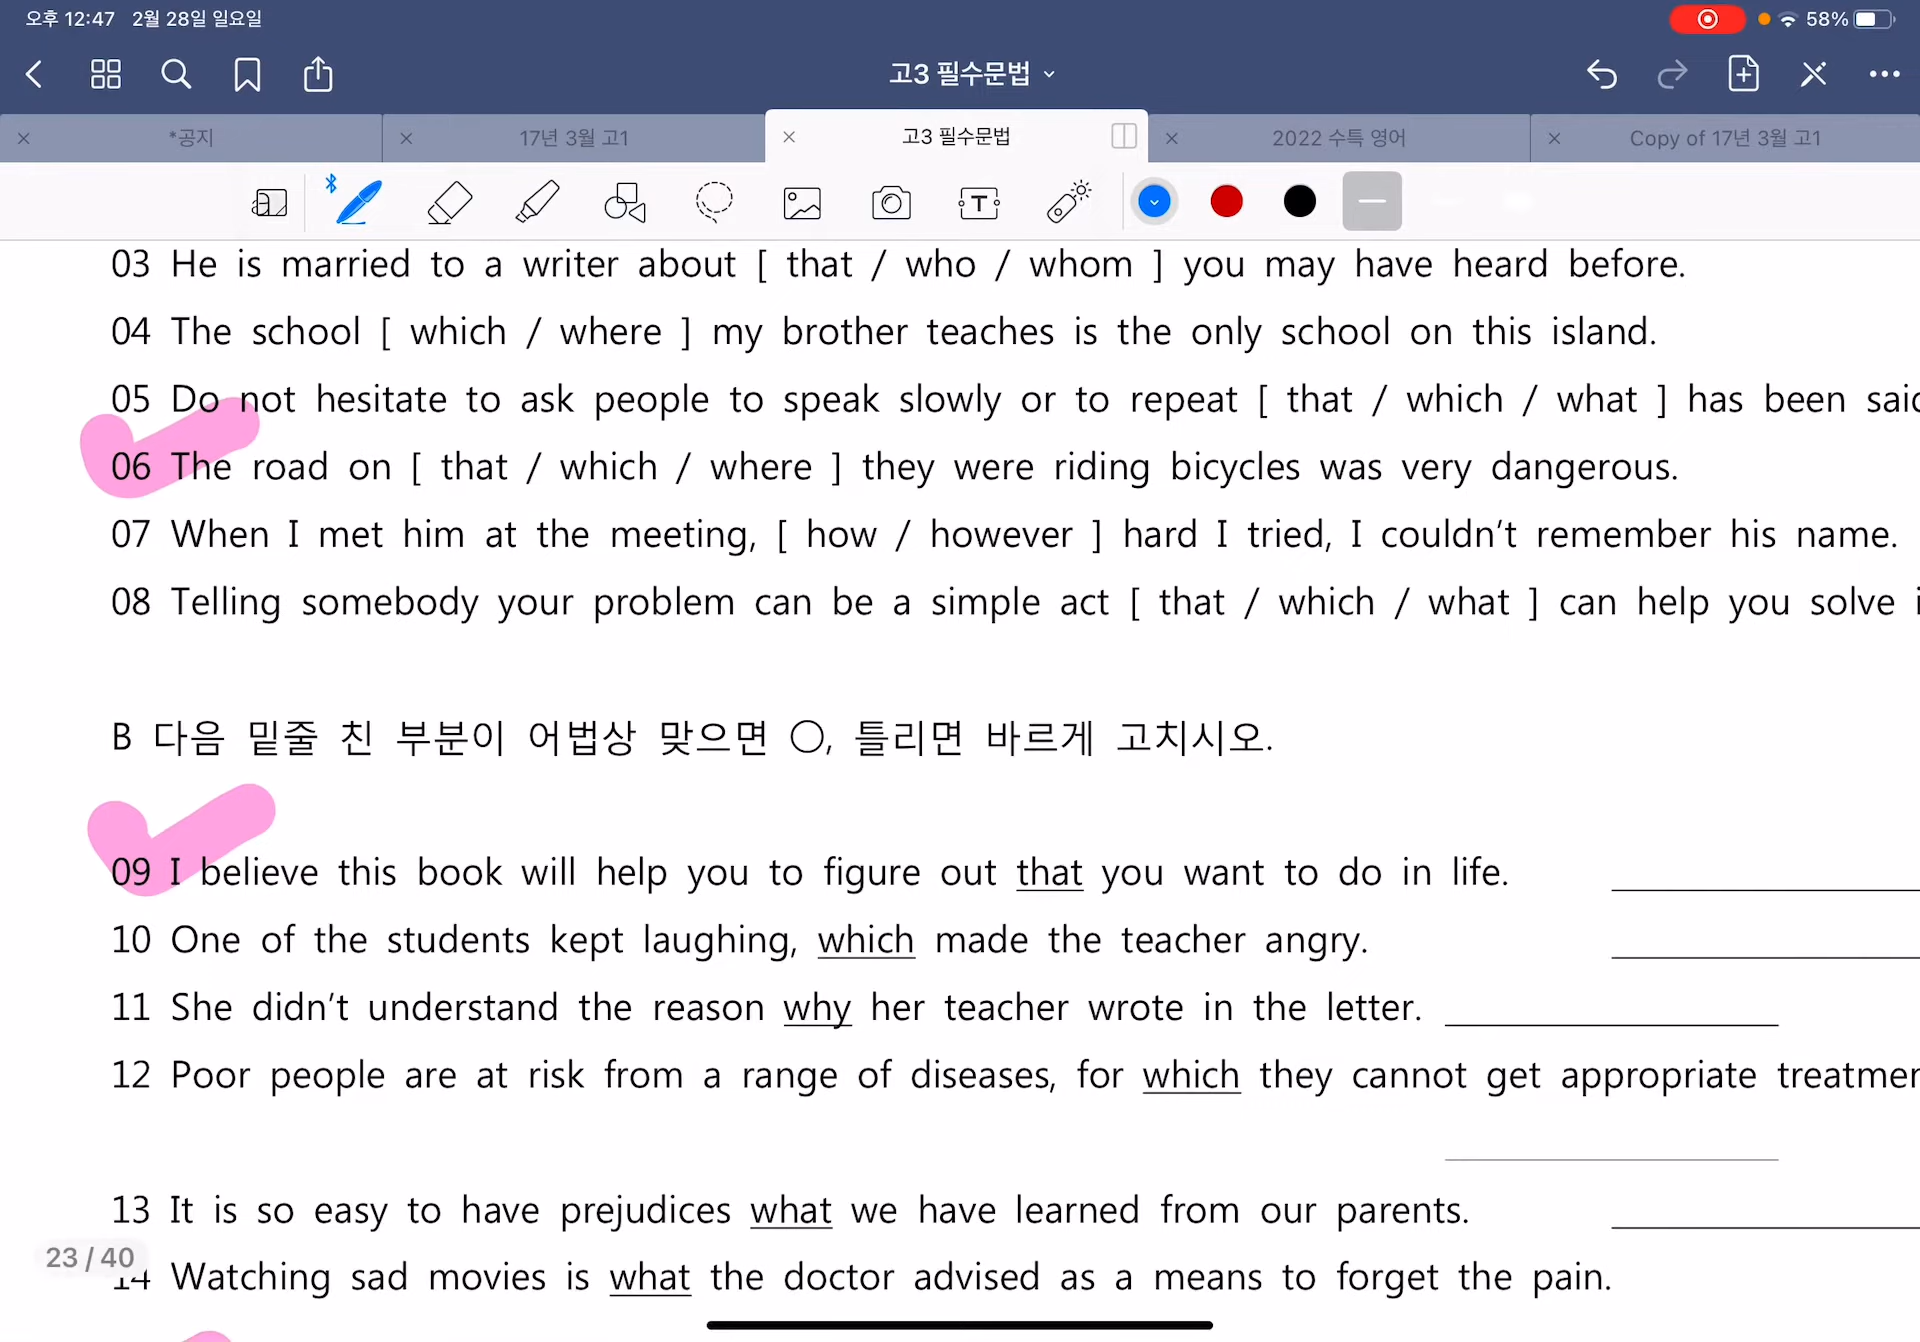 오후 12:47 2월 28일 일요일
58%
고3 필수문법
*공지
17년 3월 고1
고3 필수문법
2022 수특 영어
Copy of 17년 3월 고1
03 He is married to a writer about [ that / who / whom ] you may have heard before.
04 The school [ which / where ] my brother teaches is the only school on this island.
05 Do not hesitate to ask people to speak slowly or to repeat [ that / which / what ] has been said
06 The road on [ that / which / where ] they were riding bicycles was very dangerous.
07 When I met him at the meeting, [ how / however ] hard I tried, I couldn’t remember his name.
08 Telling somebody your problem can be a simple act [ that / which / what ] can help you solve
B 다음 밑줄 친 부분이 어법상 맞으면 ○, 틀리면 바르게 고치시오.
09 I believe this book will help you to figure out that you want to do in life.
10 One of the students kept laughing, which made the teacher angry.
11 She didn’t understand the reason why her teacher wrote in the letter.
12 Poor people are at risk from a range of diseases, for which they cannot get appropriate
13 It is so easy to have prejudices what we have learned from our parents.
23 / 40
14 Watching sad movies is what the doctor advised as a means to forget the pain.